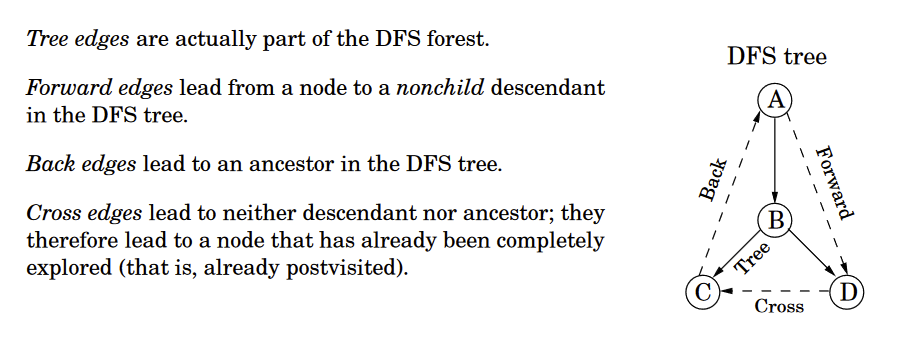 Tree edges are actually part of the DFS forest.
Forward edges lead from a node to a nonchild descendant
in the DFS tree.
Back edges lead to an ancestor in the DFS tree.
Cross edges lead to neither descendant nor ancestor; they
therefore lead to a node that has already been completely
explored (that is, already postvisited).
DFS tree
A
Back
Forward
B
Tree
C
D
Cross